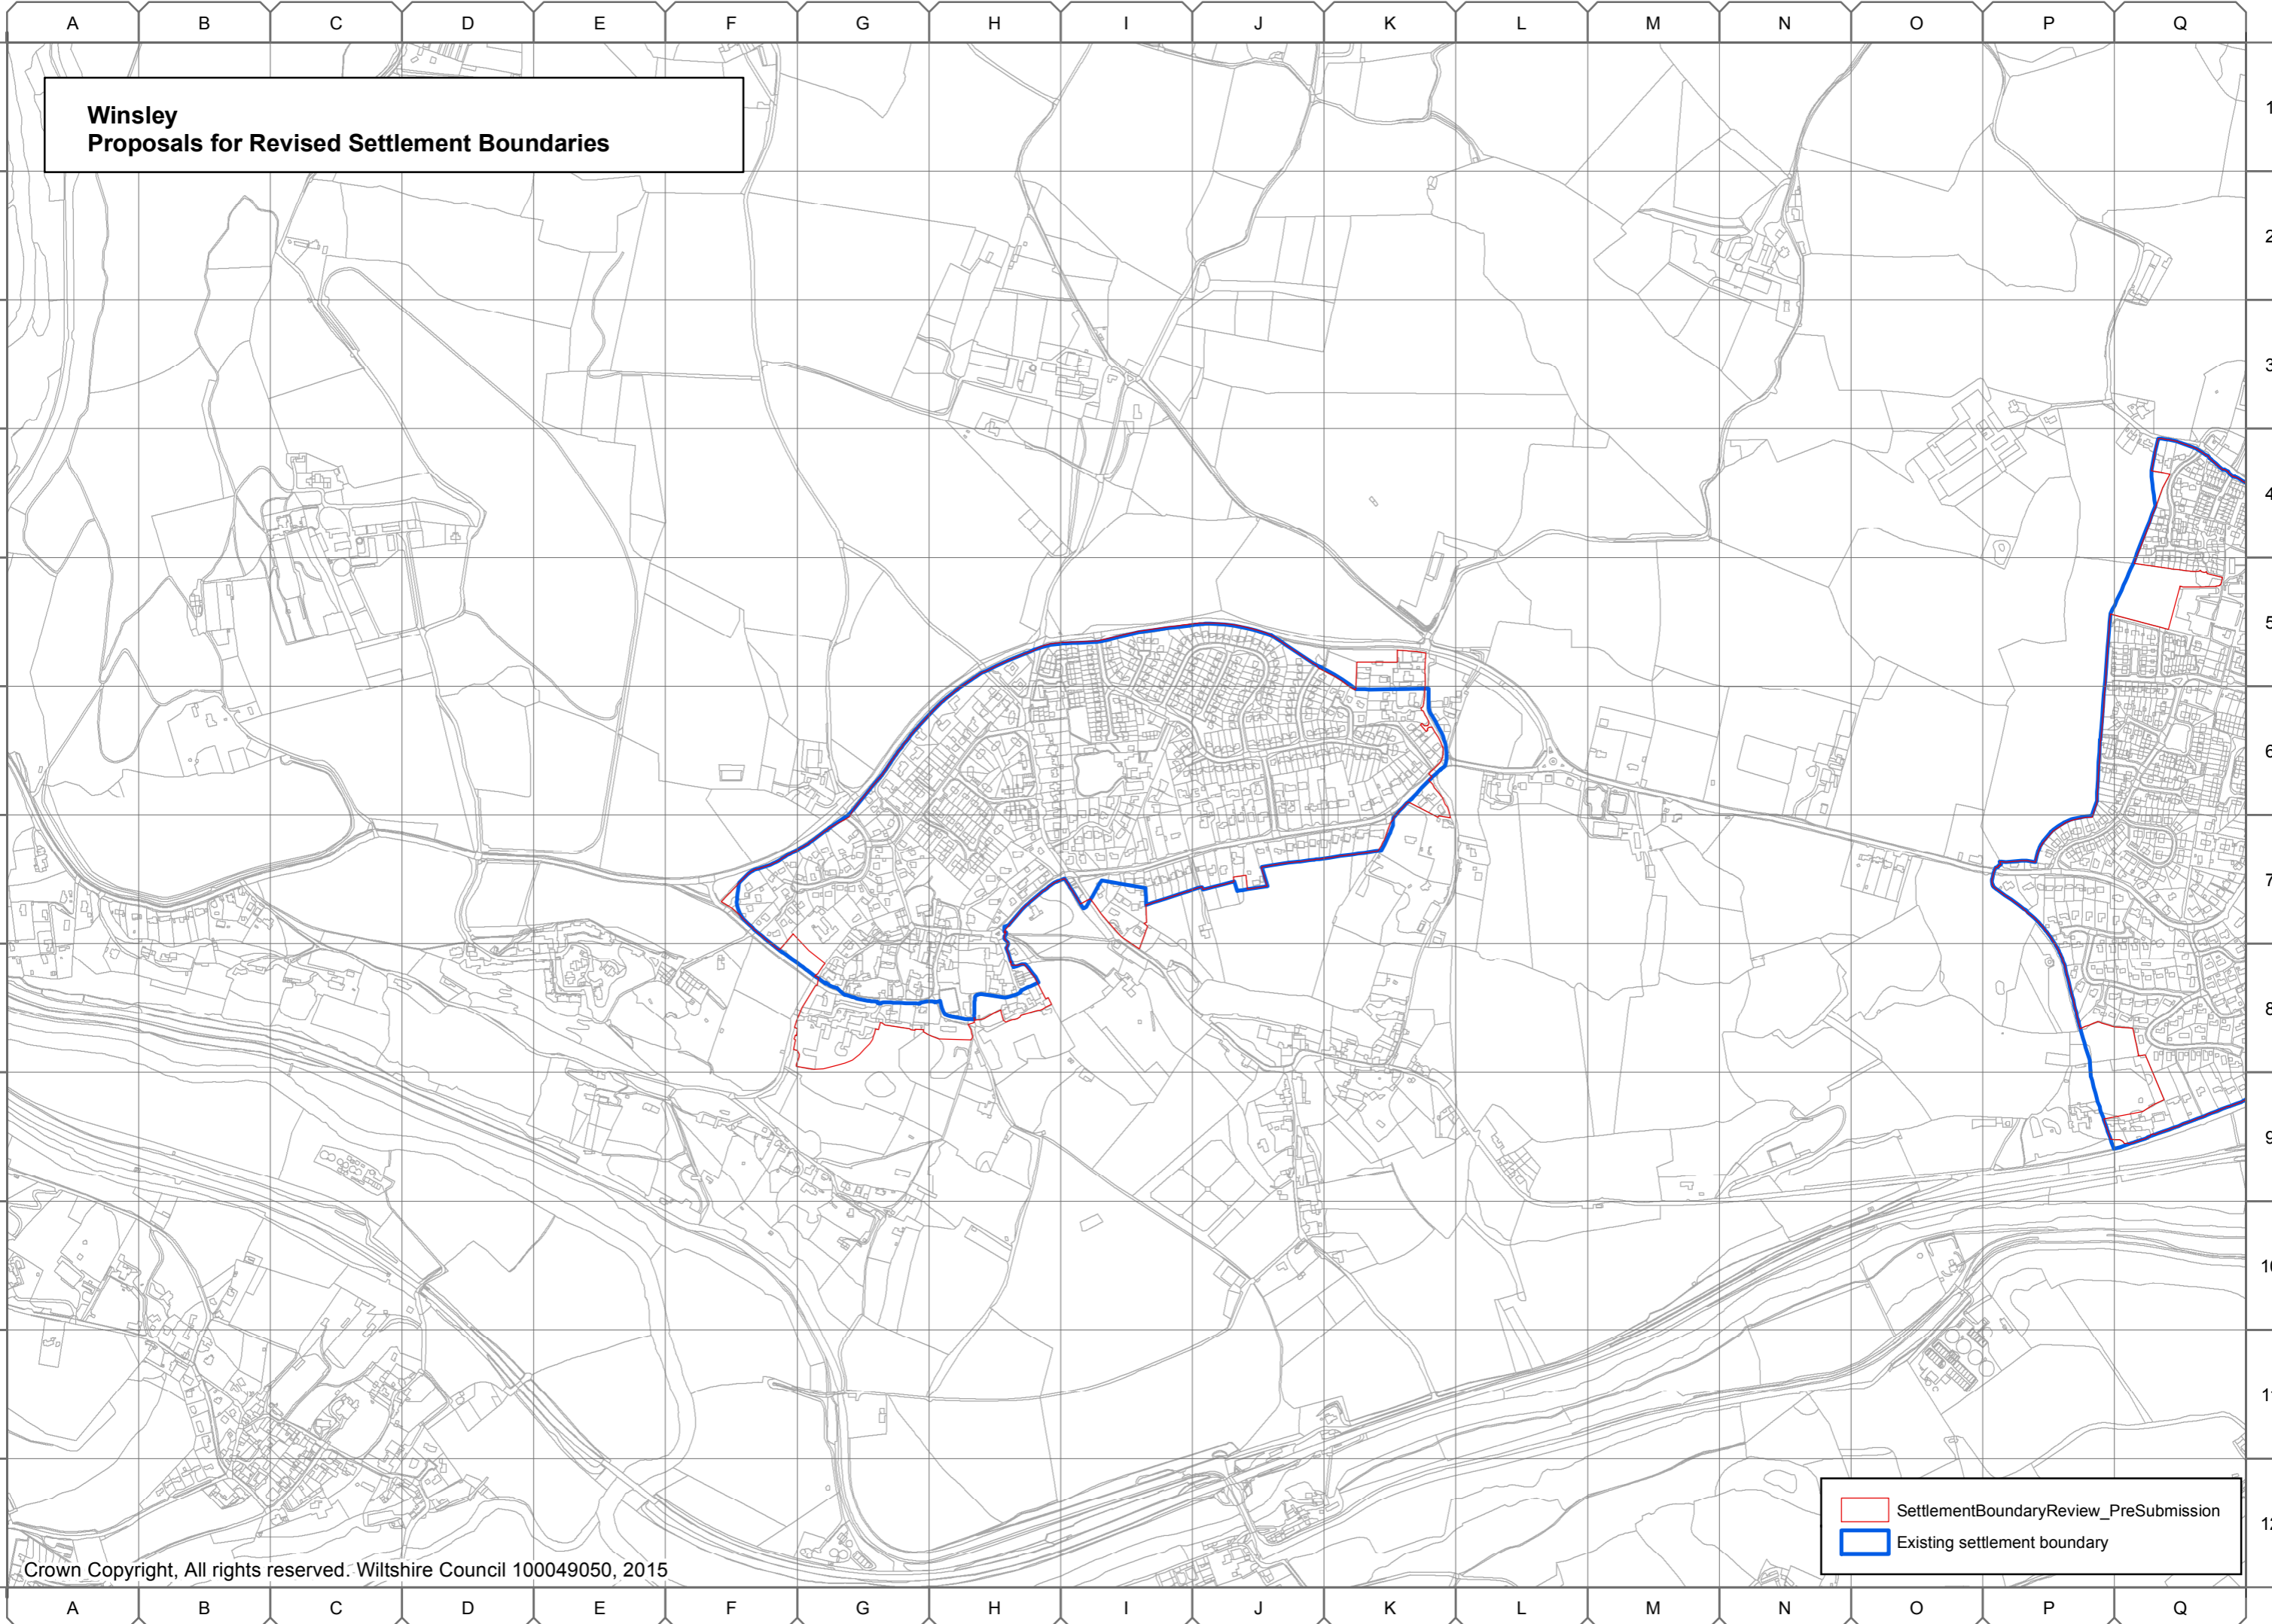 A B C D E F G H I J K L M N O P Q
Winsley
Proposals for Revised Settlement Boundaries
1
2
3
4
5
6
7
8
9
10
11
12
SettlementBoundaryReview_PreSubmission
Existing settlement boundary
Crown Copyright, All rights reserved. Wiltshire Council 100049050, 2015
A B C D E F G H I J K L M N O P Q